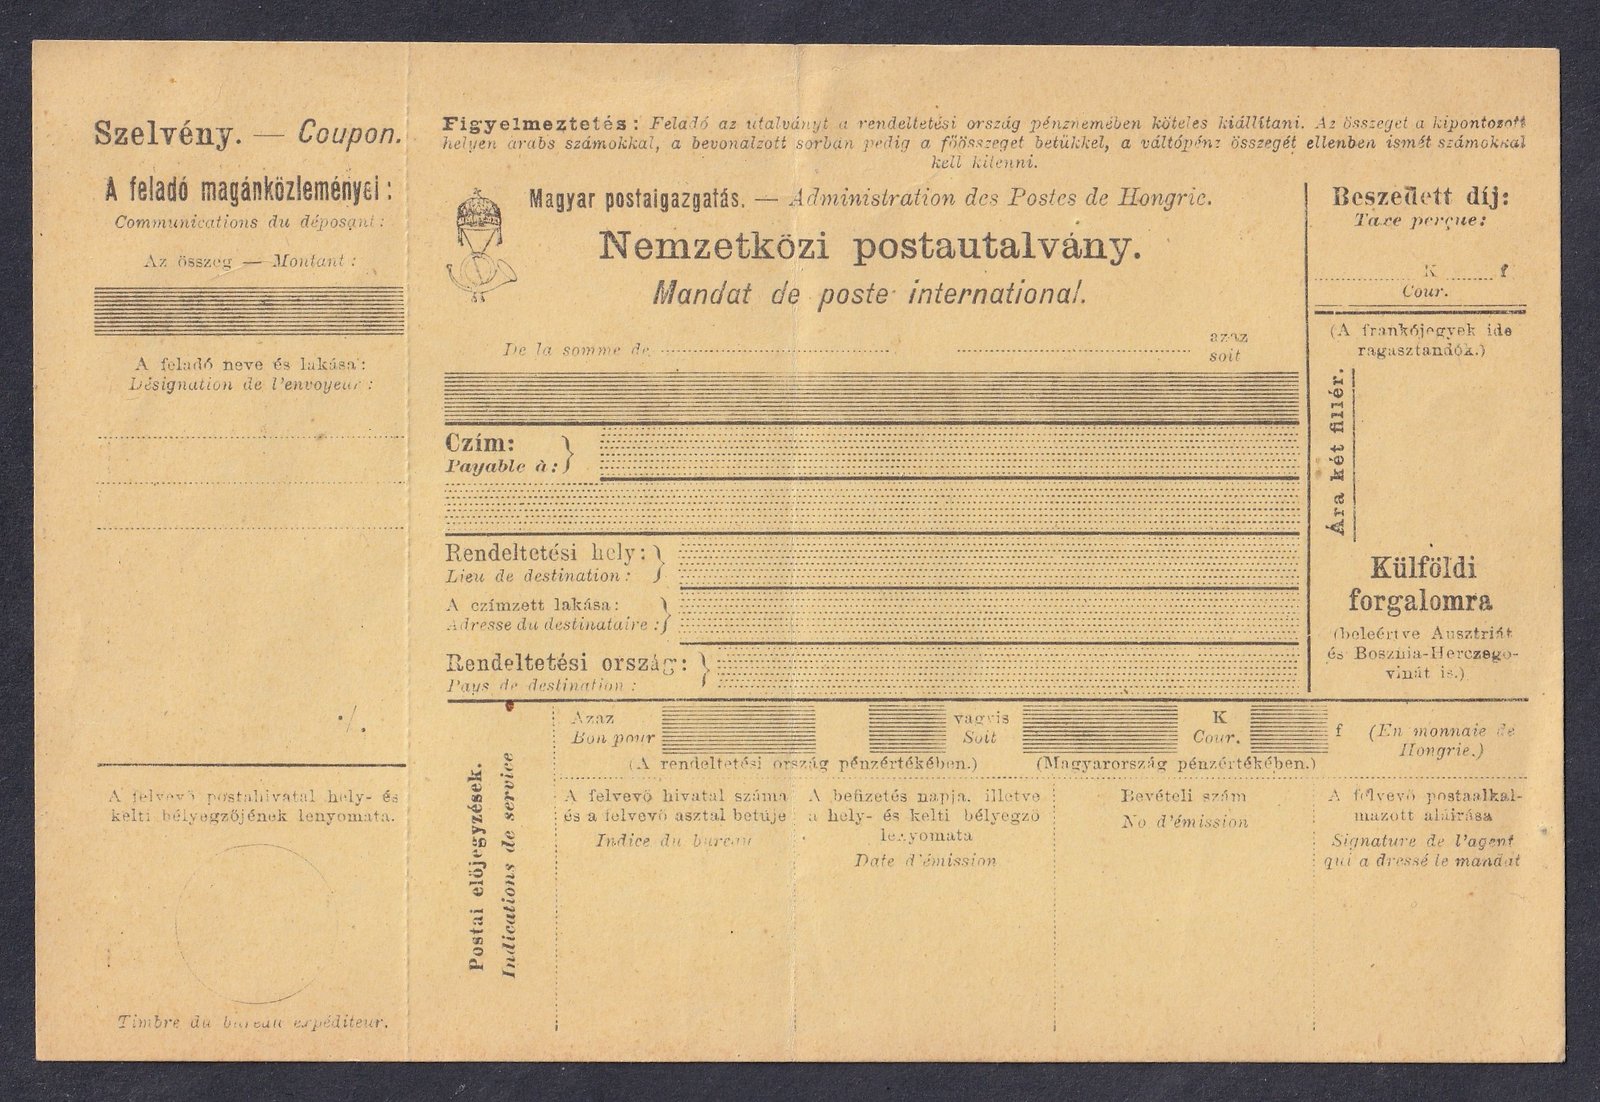 Szelvény. — Coupon.
A feladó magánközleményei:
Communications du déposant:
Az összeg — Montant:
A feladó neve és lakása:
Désignation de l'envoyeur:
./.
A felvevő postahivatal hely- és
kelti bélyegzőjének lenyomata.
Timbre du bureau expéditeur.
Figyelmeztetés: Feladó az utalványt a rendeltetési ország pénznemében köteles kiállítani. Az összeget a kipontozott
helyen arabs számokkal, a bevonalzott sorban pedig a főösszeget betükkel, a váltópénz összegét ellenben ismét számokkal
kell kitenni.
Magyar postaigazgatás. — Administration des Postes de Hongrie.
Nemzetközi postautalvány.
Mandat de poste international.
De la somme de
azaz
soit
Czím:
Payable à:
Rendeltetési hely:
Lieu de destination:
A czímzett lakása:
Adresse du destinataire:
Rendeltetési ország:
Pays de destination:
Beszedett díj:
Taxe perçue:
K f
Cour.
(A frankójegyek ide
ragasztandók.)
Ára két fillér.
Külföldi
forgalomra
(beleértve Ausztriát
és Bosznia-Herczego-
vinát is.)
Postai előjegyzések.
Indications de service
Azaz vagyis K f (En monnaie de
Bon pour Soit Cour. Hongrie.)
(A rendeltetési ország pénzértékében.) (Magyarország pénzértékében.)
A felvevő hivatal száma
és a felvevő asztal betüje
Indice du bureau
A befizetés napja, illetve
a hely- és kelti bélyegző
lenyomata
Date d'émission
Bevételi szám
No d'émission
A felvevő postaalkal-
mazott aláirása
Signature de l'agent
qui a dressé le mandat